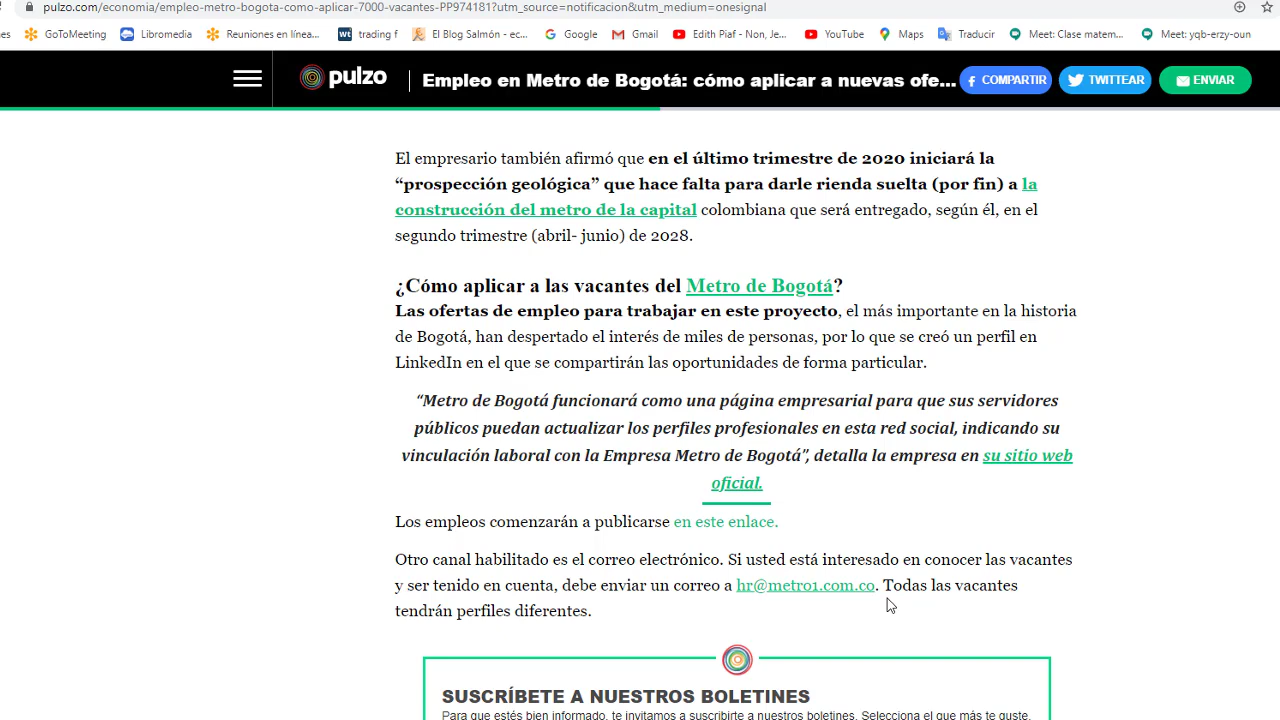 pulzo.com/economia/empleo-metro-bogota-como-aplicar-7000-vacantes-PP974181?utm_source=notificacion&utm_medium=onesignal
nes GoToMeeting Libromedia Reuniones en línea... wt trading f El Blog Salmón - ec... Google Gmail Edith Piaf - Non, Je,... YouTube Maps Traducir Meet: Clase matem... Meet: yqb-erzy-oun
pulzo Empleo en Metro de Bogotá: cómo aplicar a nuevas ofe... COMPARTIR TWITTEAR ENVIAR
El empresario también afirmó que en el último trimestre de 2020 iniciará la
“prospección geológica” que hace falta para darle rienda suelta (por fin) a la
construcción del metro de la capital colombiana que será entregado, según él, en el
segundo trimestre (abril- junio) de 2028.
¿Cómo aplicar a las vacantes del Metro de Bogotá?
Las ofertas de empleo para trabajar en este proyecto, el más importante en la historia
de Bogotá, han despertado el interés de miles de personas, por lo que se creó un perfil en
LinkedIn en el que se compartirán las oportunidades de forma particular.
“Metro de Bogotá funcionará como una página empresarial para que sus servidores
públicos puedan actualizar los perfiles profesionales en esta red social, indicando su
vinculación laboral con la Empresa Metro de Bogotá”, detalla la empresa en su sitio web
oficial.
Los empleos comenzarán a publicarse en este enlace.
Otro canal habilitado es el correo electrónico. Si usted está interesado en conocer las vacantes
y ser tenido en cuenta, debe enviar un correo a hr@metro1.com.co. Todas las vacantes
tendrán perfiles diferentes.
SUSCRÍBETE A NUESTROS BOLETINES
Para que estés bien informado, te invitamos a suscribirte a nuestros boletines. Selecciona el que más te guste.